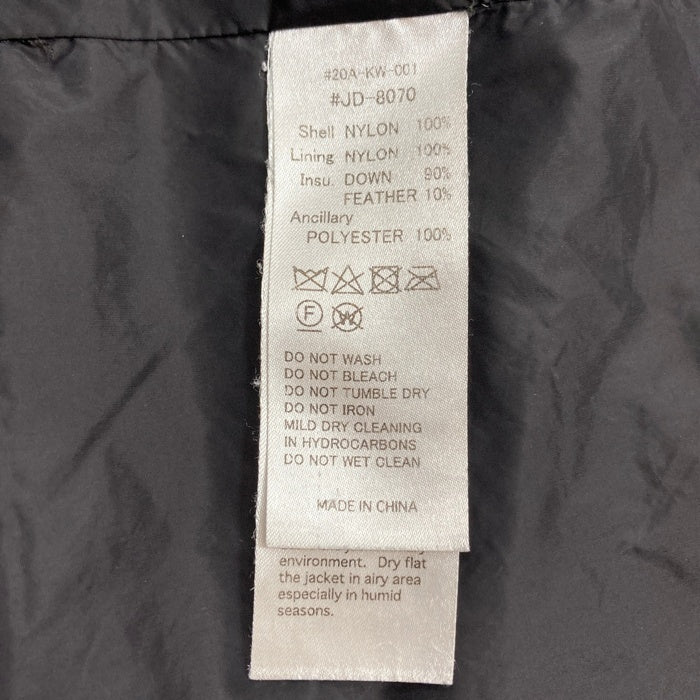 #20A-KW-001
#JD-8070
Shell NYLON 100%
Lining NYLON 100%
Insu. DOWN 90%
FEATHER 10%
Ancillary
POLYESTER 100%
F W
DO NOT WASH
DO NOT BLEACH
DO NOT TUMBLE DRY
DO NOT IRON
MILD DRY CLEANING
IN HYDROCARBONS
DO NOT WET CLEAN
MADE IN CHINA
environment. Dry flat
the jacket in airy area
especially in humid
seasons.